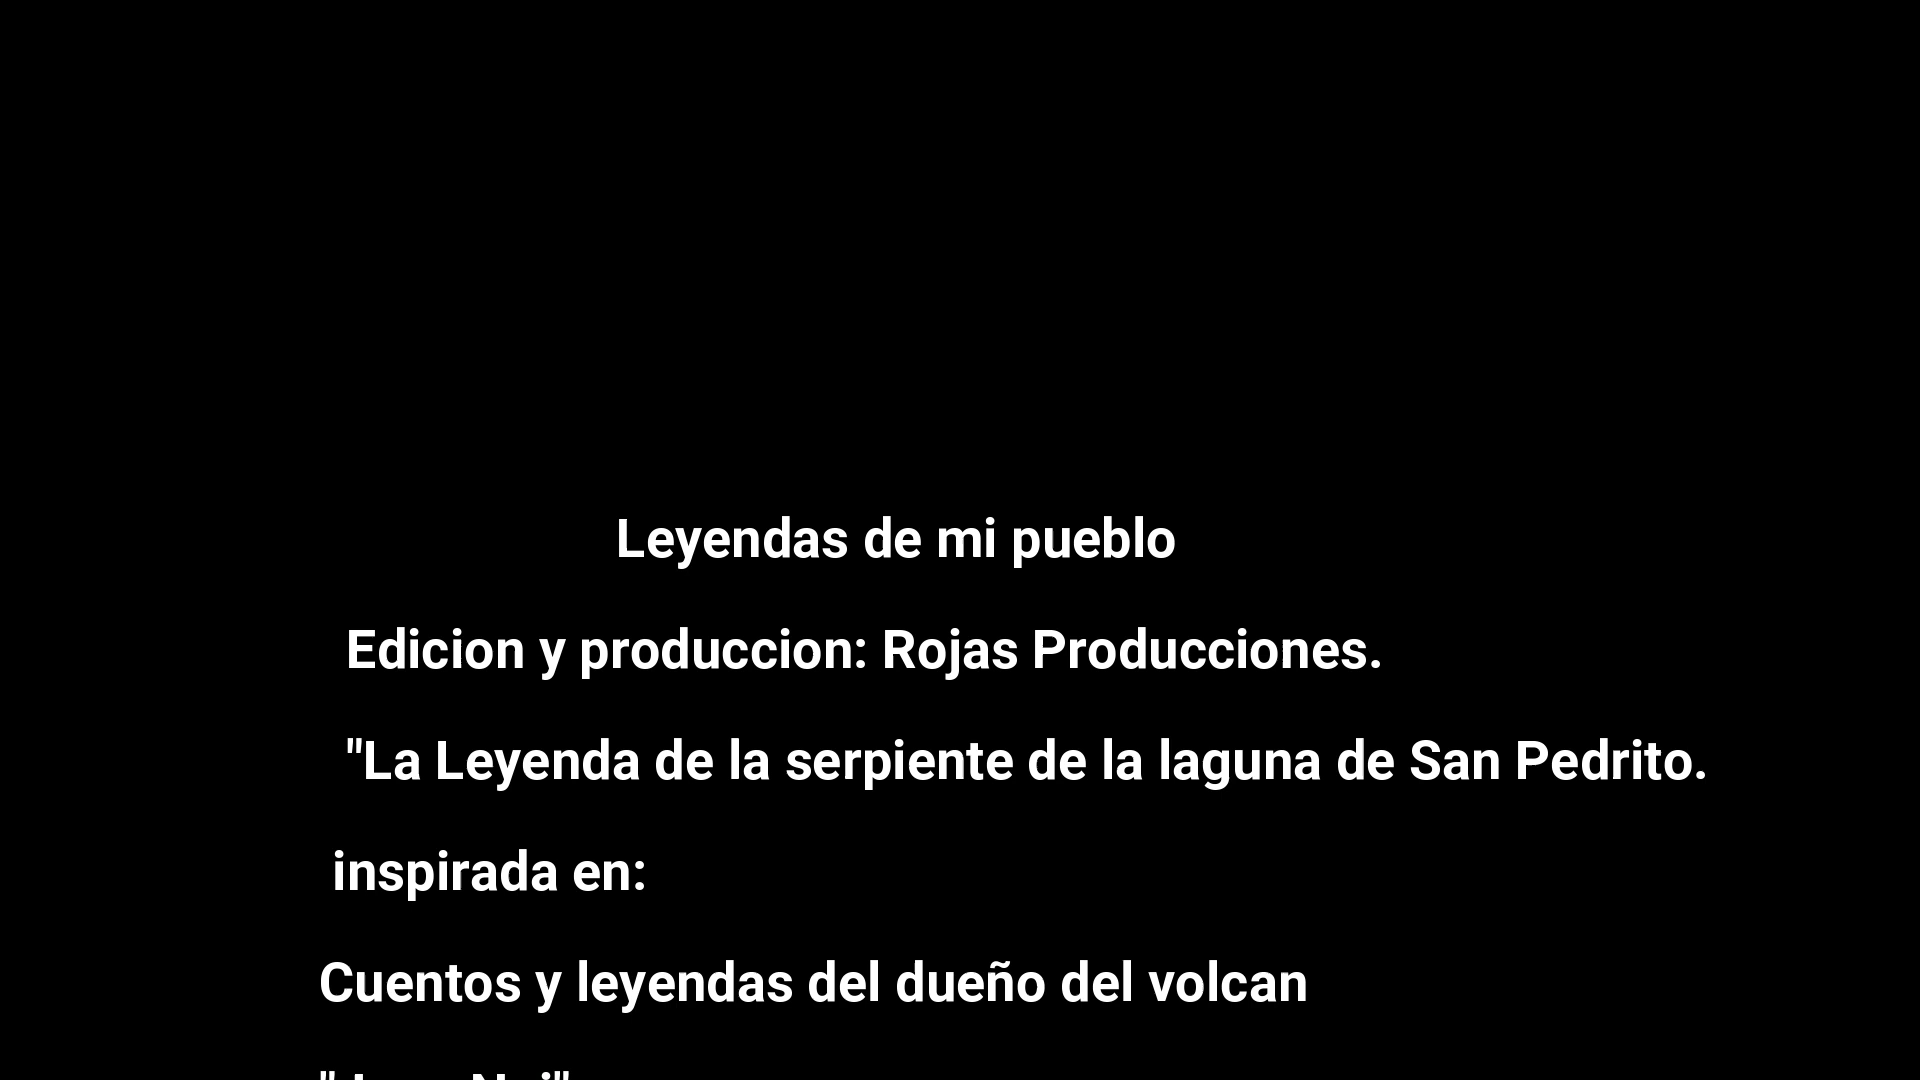 Leyendas de mi pueblo
Edicion y produccion: Rojas Producciones.
"La Leyenda de la serpiente de la laguna de San Pedrito.
inspirada en:
Cuentos y leyendas del dueño del volcan